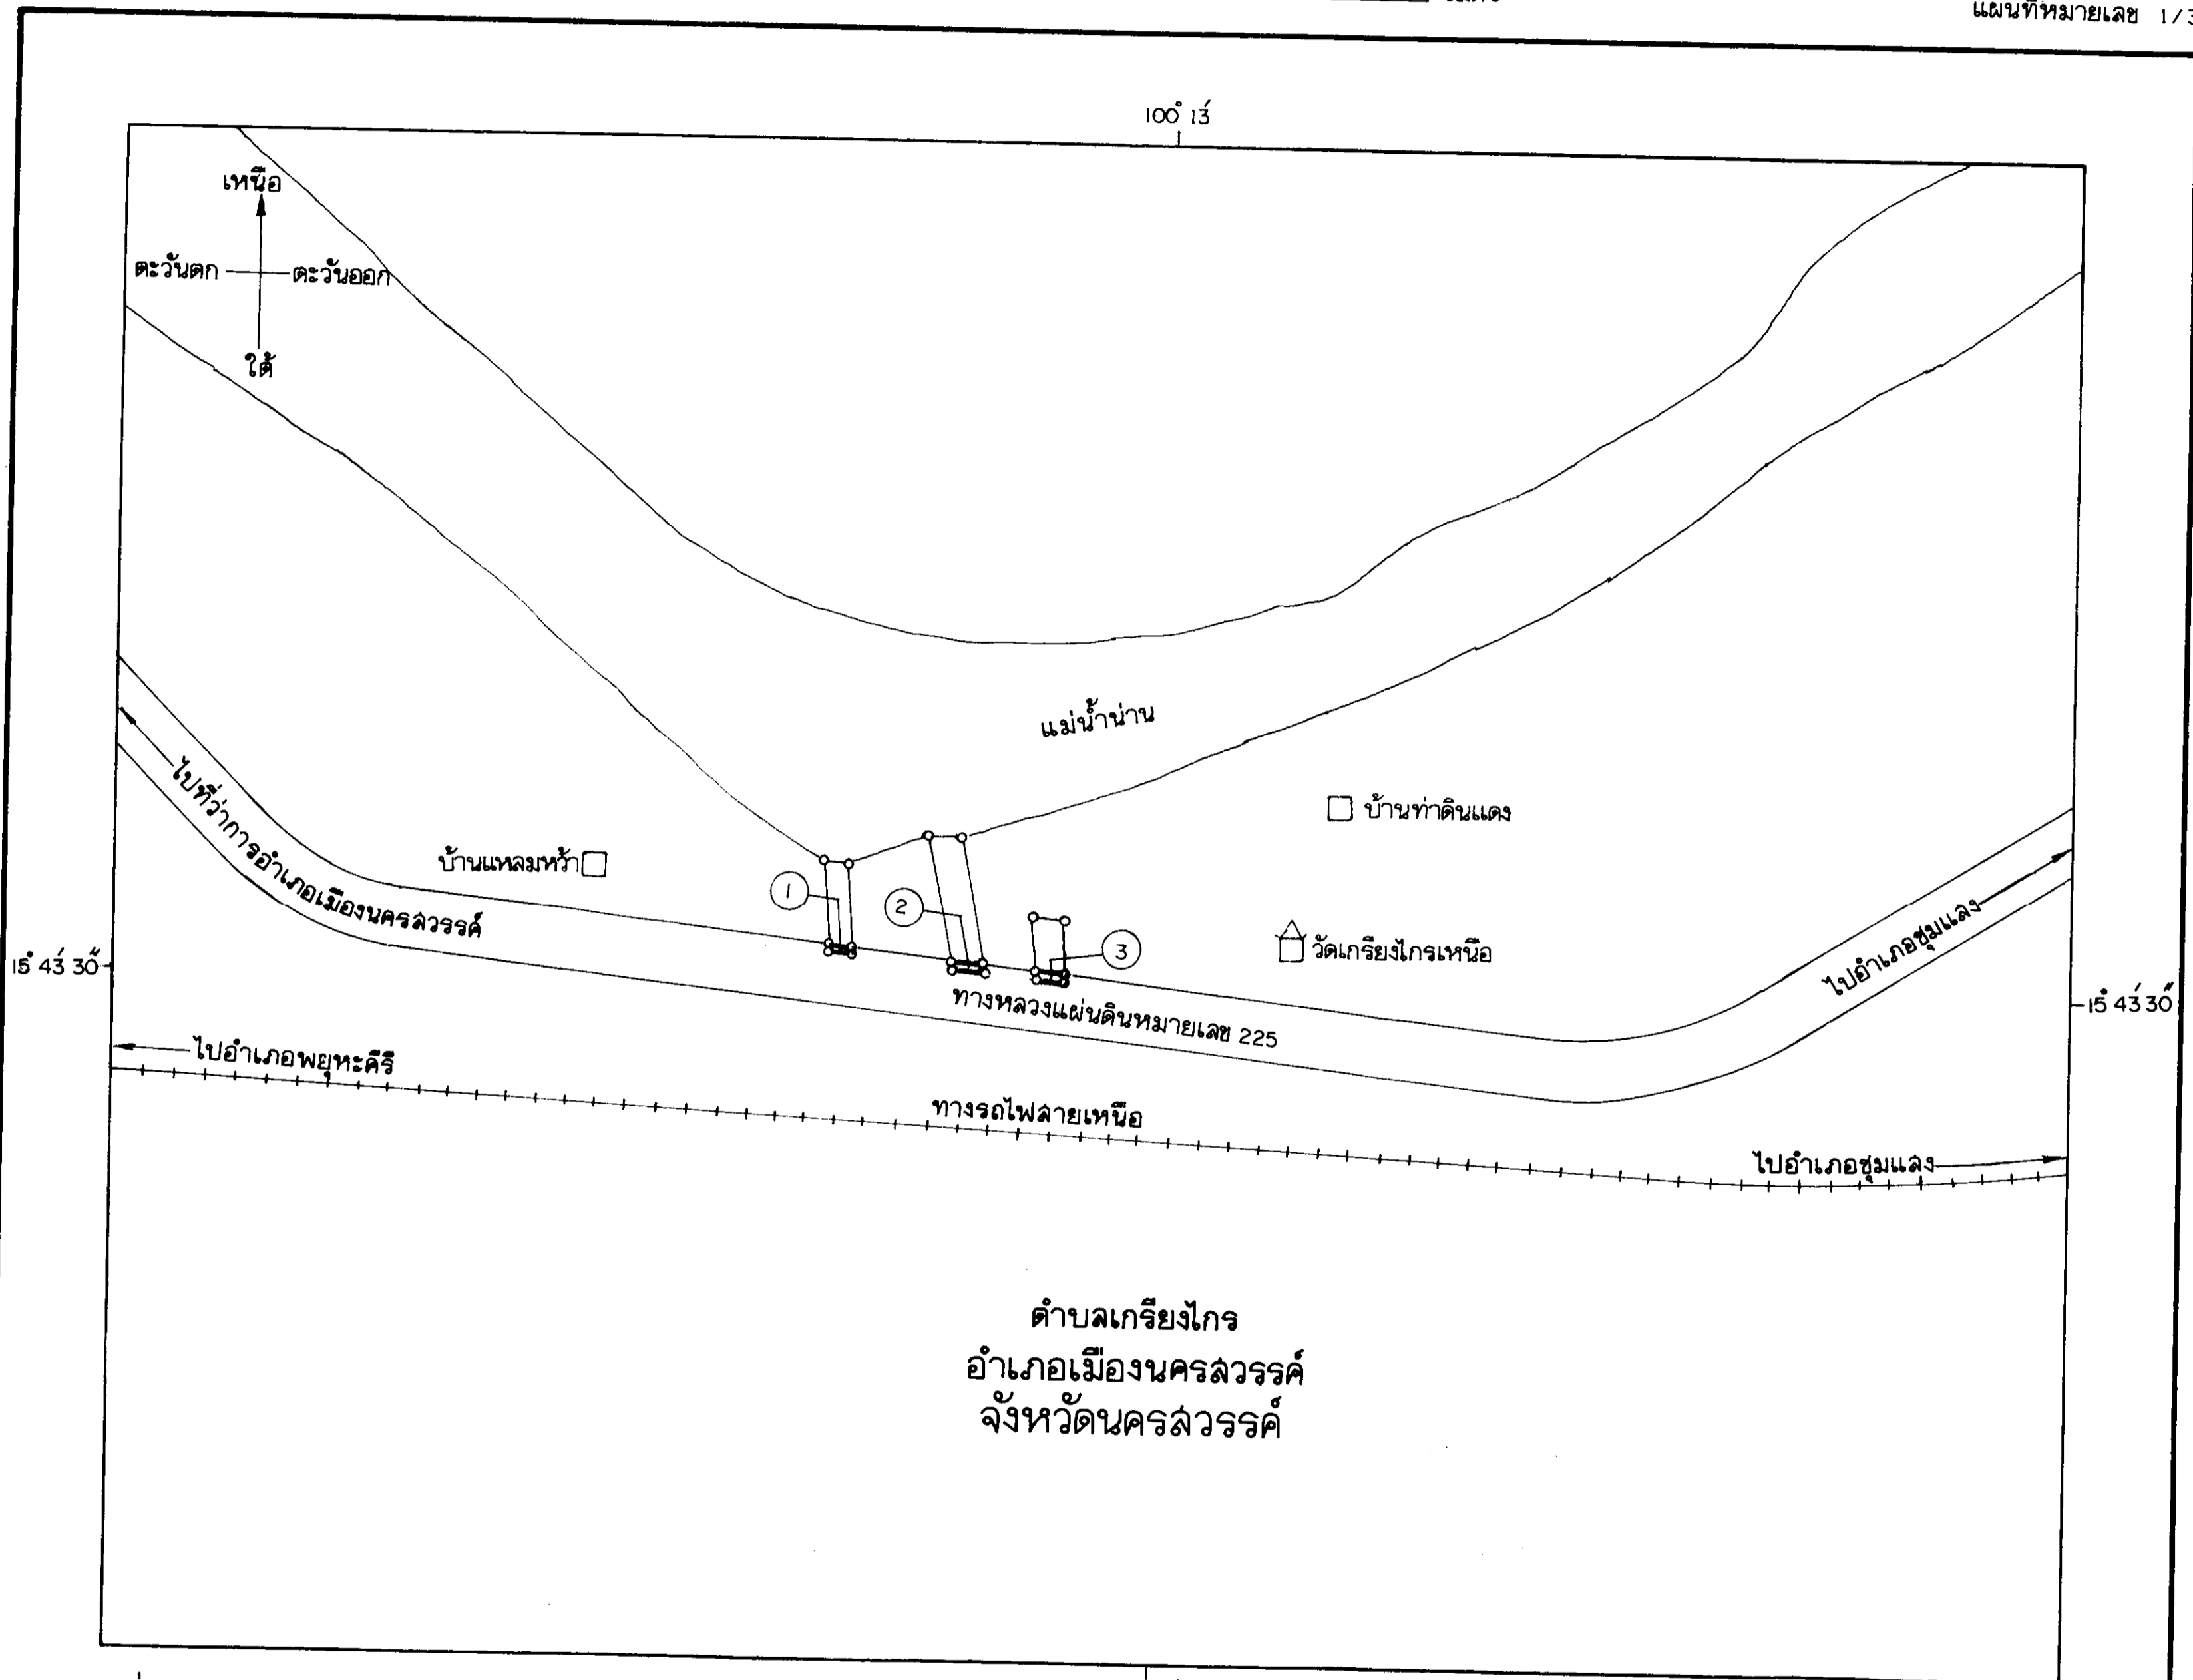 แผ่นที่หมายเลข 1/3
100° 13′
เหนือ
ตะวันตก
ตะวันออก
ใต้
แม่น้ำน่าน
บ้านท่าดินแดง
ไปที่ว่าการอำเภอเมืองนครสวรรค์
บ้านแหลมหว้า
1
2
3
วัดเกรียงไกรเหนือ
ไปอำเภอชุมแสง
15° 43′ 30″
15° 43′ 30″
ทางหลวงแผ่นดินหมายเลข 225
ไปอำเภอพยุหะคีรี
ทางรถไฟสายเหนือ
ไปอำเภอชุมแสง
ตำบลเกรียงไกร
อำเภอเมืองนครสวรรค์
จังหวัดนครสวรรค์